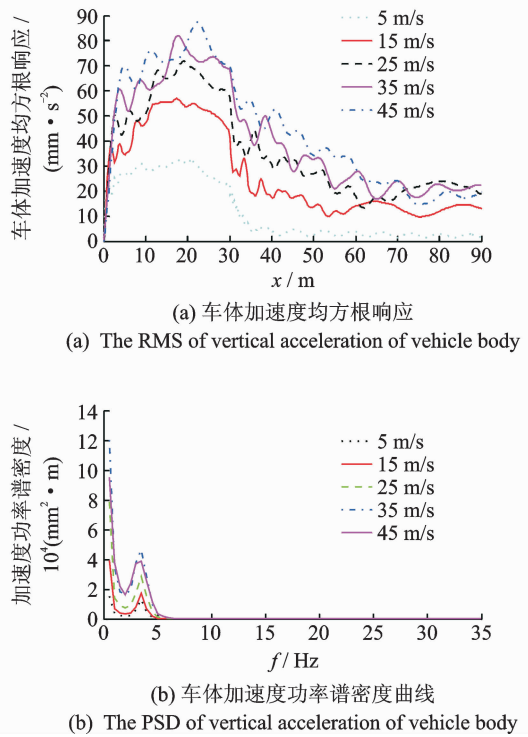 车体加速度均方根响应 /
(mm·s⁻²)
90
80
70
60
50
40
30
20
10
0
5 m/s
15 m/s
25 m/s
35 m/s
45 m/s
0 10 20 30 40 50 60 70 80 90
x / m
(a) 车体加速度均方根响应
(a) The RMS of vertical acceleration of vehicle body
加速度功率谱密度 /
10⁴(mm²·m)
14
12
10
8
6
4
2
0
5 m/s
15 m/s
25 m/s
35 m/s
45 m/s
0 5 10 15 20 25 30 35
f / Hz
(b) 车体加速度功率谱密度曲线
(b) The PSD of vertical acceleration of vehicle body